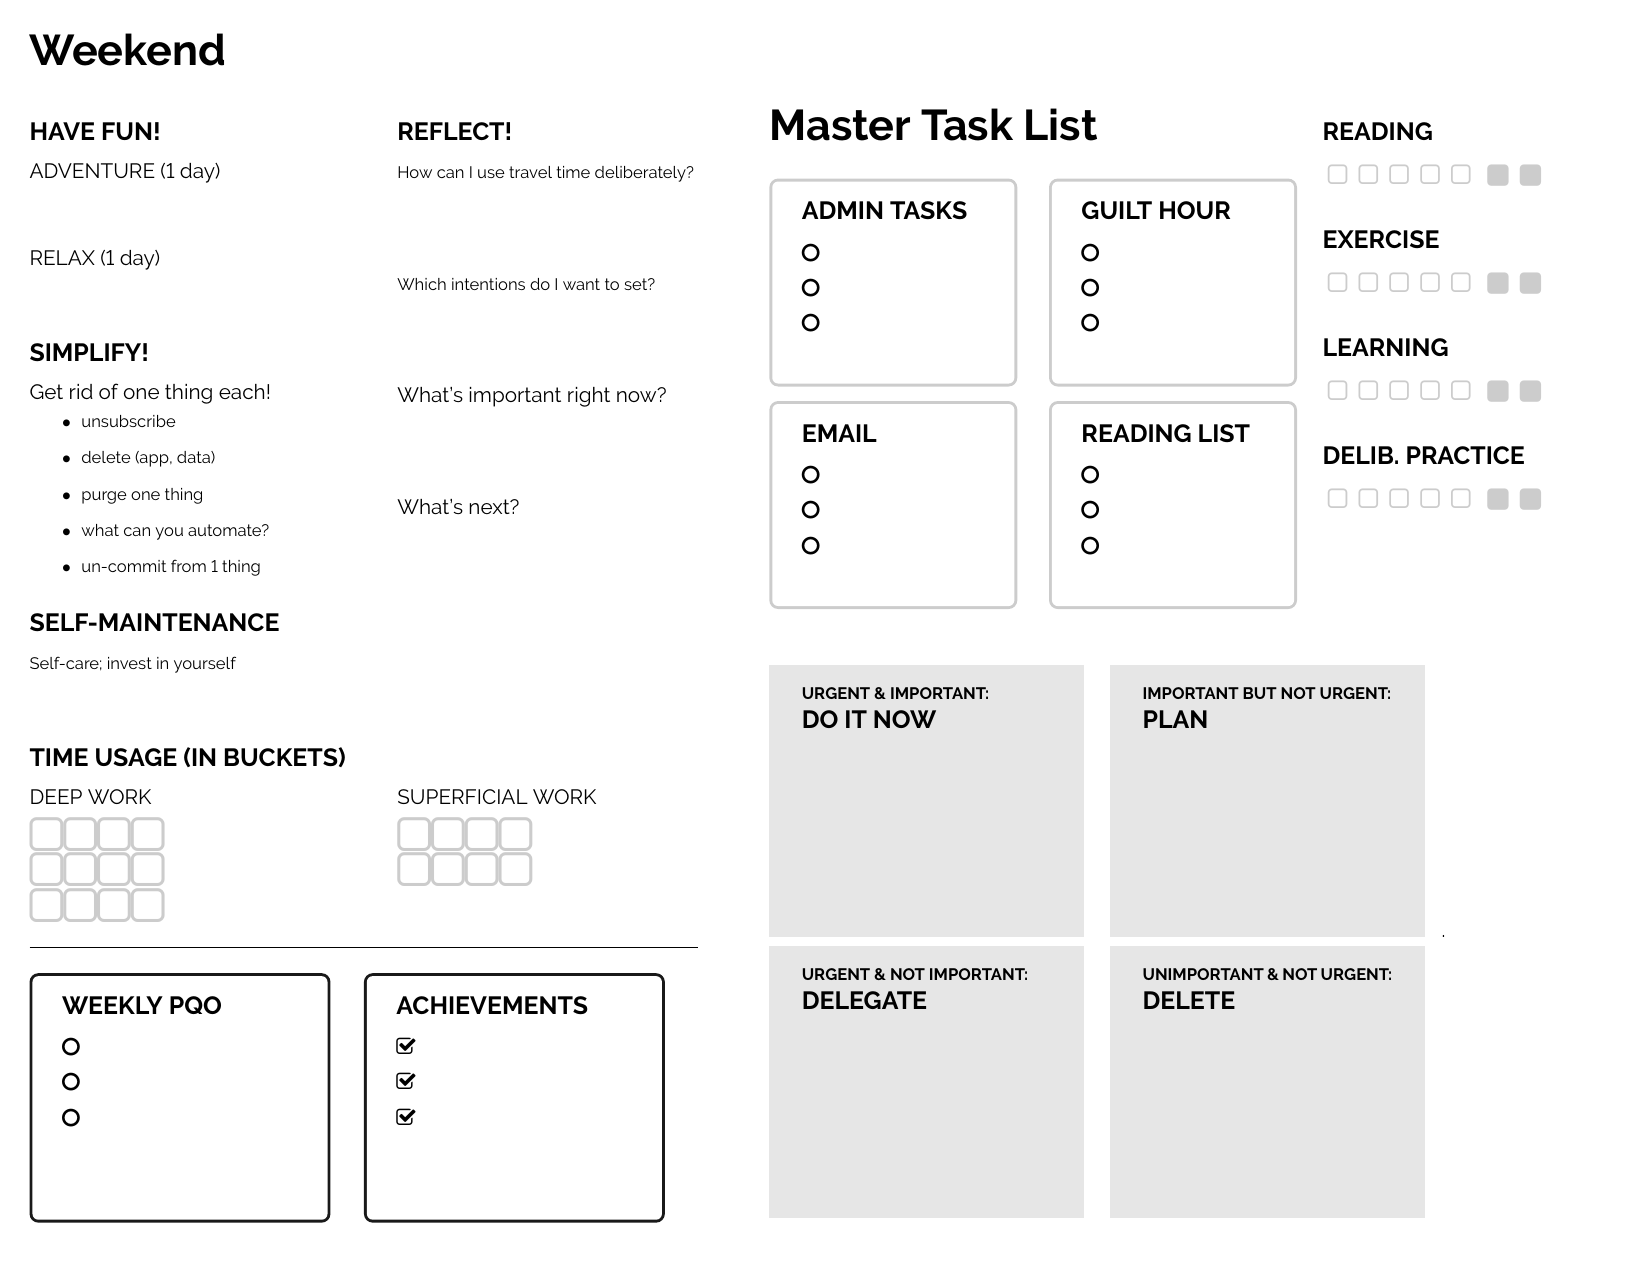 Weekend
HAVE FUN!
ADVENTURE (1 day)
RELAX (1 day)
SIMPLIFY!
Get rid of one thing each!
● unsubscribe
● delete (app, data)
● purge one thing
● what can you automate?
● un-commit from 1 thing
SELF-MAINTENANCE
Self-care; invest in yourself
REFLECT!
How can I use travel time deliberately?
Which intentions do I want to set?
What’s important right now?
What’s next?
TIME USAGE (IN BUCKETS)
DEEP WORK
SUPERFICIAL WORK
WEEKLY PQO
ACHIEVEMENTS
Master Task List
ADMIN TASKS
GUILT HOUR
EMAIL
READING LIST
READING
EXERCISE
LEARNING
DELIB. PRACTICE
URGENT & IMPORTANT:
DO IT NOW
IMPORTANT BUT NOT URGENT:
PLAN
.
URGENT & NOT IMPORTANT:
DELEGATE
UNIMPORTANT & NOT URGENT:
DELETE